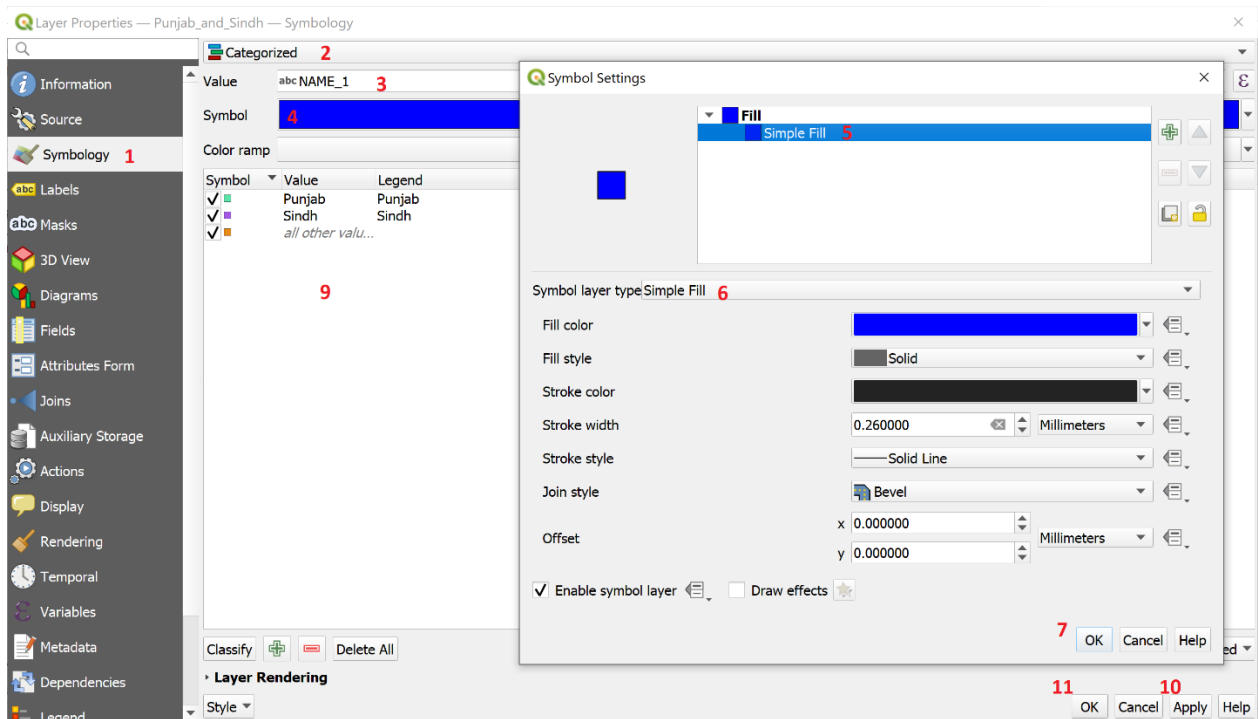 Layer Properties — Punjab_and_Sindh — Symbology
Information
Source
Symbology 1
Labels
Masks
3D View
Diagrams
Fields
Attributes Form
Joins
Auxiliary Storage
Actions
Display
Rendering
Temporal
Variables
Metadata
Dependencies
Legend
Categorized 2
Value abc NAME_1 3
Symbol 4
Color ramp
Symbol Value Legend
Punjab Punjab
Sindh Sindh
all other valu...
9
Classify Delete All
Layer Rendering
Style
Symbol Settings
Fill
Simple Fill 5
Symbol layer type Simple Fill 6
Fill color
Fill style Solid
Stroke color
Stroke width 0.260000 Millimeters
Stroke style Solid Line
Join style Bevel
Offset x 0.000000 Millimeters
y 0.000000
Enable symbol layer Draw effects
7 OK Cancel Help
ed
11 10
OK Cancel Apply Help